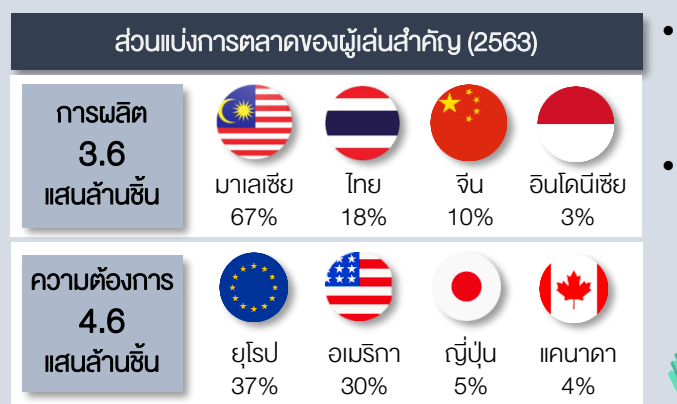 ส่วนแบ่งการตลาดของผู้เล่นสำคัญ (2563)
การผลิต
3.6
แสนล้านชิ้น
มาเลเซีย ไทย จีน อินโดนีเซีย
67% 18% 10% 3%
ความต้องการ
4.6
แสนล้านชิ้น
ยุโรป อเมริกา ญี่ปุ่น แคนาดา
37% 30% 5% 4%